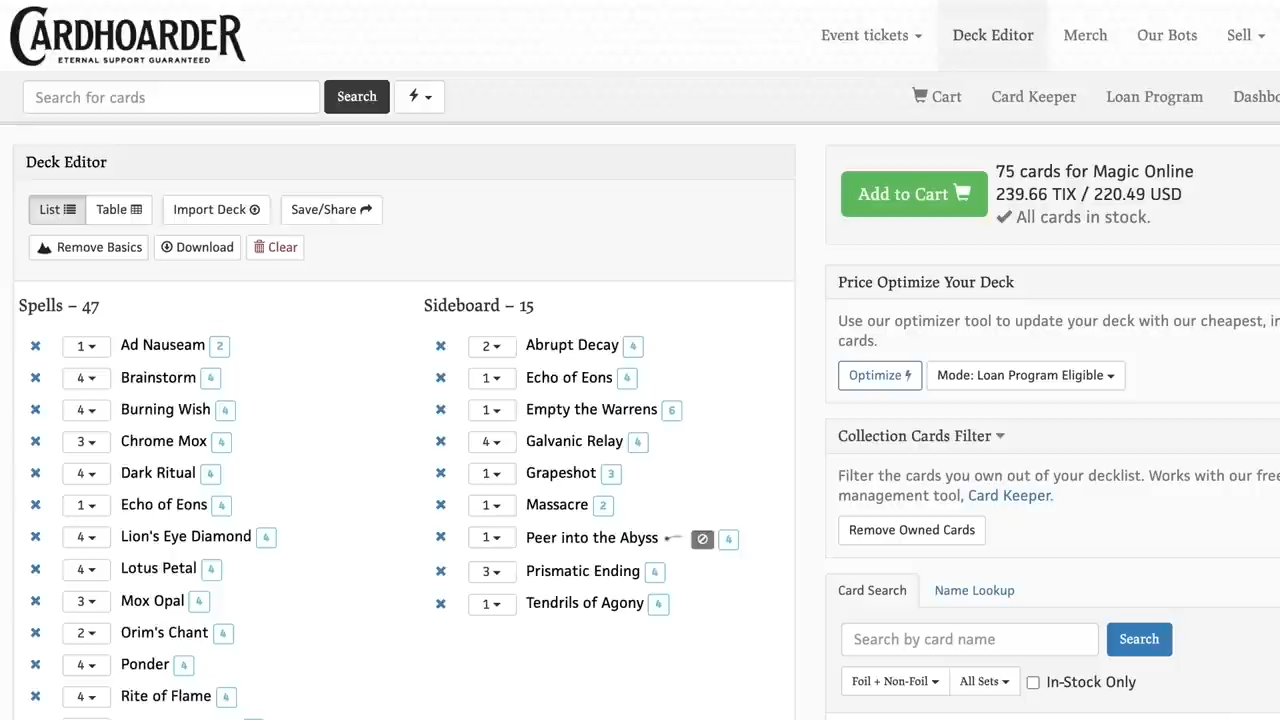 CARDHOARDER
ETERNAL SUPPORT GUARANTEED
Event tickets
Deck Editor
Merch
Our Bots
Sell
Search for cards
Search
Cart
Card Keeper
Loan Program
Dashbo
Deck Editor
List
Table
Import Deck
Save/Share
Remove Basics
Download
Clear
Spells – 47
1 Ad Nauseam 2
4 Brainstorm 4
4 Burning Wish 4
3 Chrome Mox 4
4 Dark Ritual 4
1 Echo of Eons 4
4 Lion's Eye Diamond 4
4 Lotus Petal 4
3 Mox Opal 4
2 Orim's Chant 4
4 Ponder 4
4 Rite of Flame 4
Sideboard – 15
2 Abrupt Decay 4
1 Echo of Eons 4
1 Empty the Warrens 6
4 Galvanic Relay 4
1 Grapeshot 3
1 Massacre 2
1 Peer into the Abyss 4
3 Prismatic Ending 4
1 Tendrils of Agony 4
Add to Cart
75 cards for Magic Online
239.66 TIX / 220.49 USD
All cards in stock.
Price Optimize Your Deck
Use our optimizer tool to update your deck with our cheapest, in
cards.
Optimize
Mode: Loan Program Eligible
Collection Cards Filter
Filter the cards you own out of your decklist. Works with our free
management tool, Card Keeper.
Remove Owned Cards
Card Search
Name Lookup
Search by card name
Search
Foil + Non-Foil
All Sets
In-Stock Only